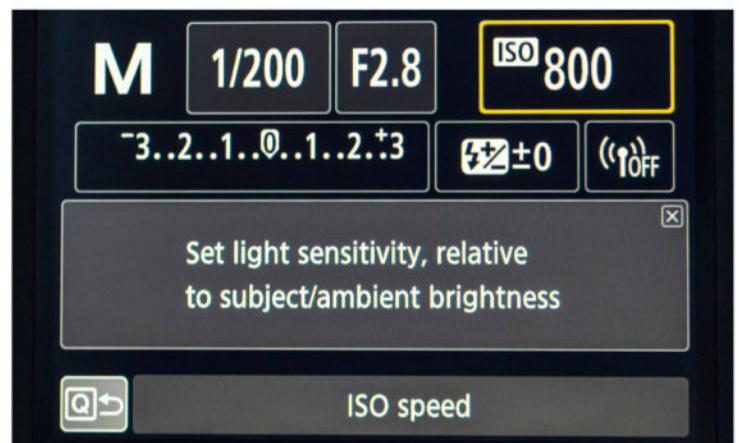 M 1/200 F2.8 ISO 800
-3..2..1..0..1..2..+3 ±0 OFF
Set light sensitivity, relative
to subject/ambient brightness
Q ISO speed